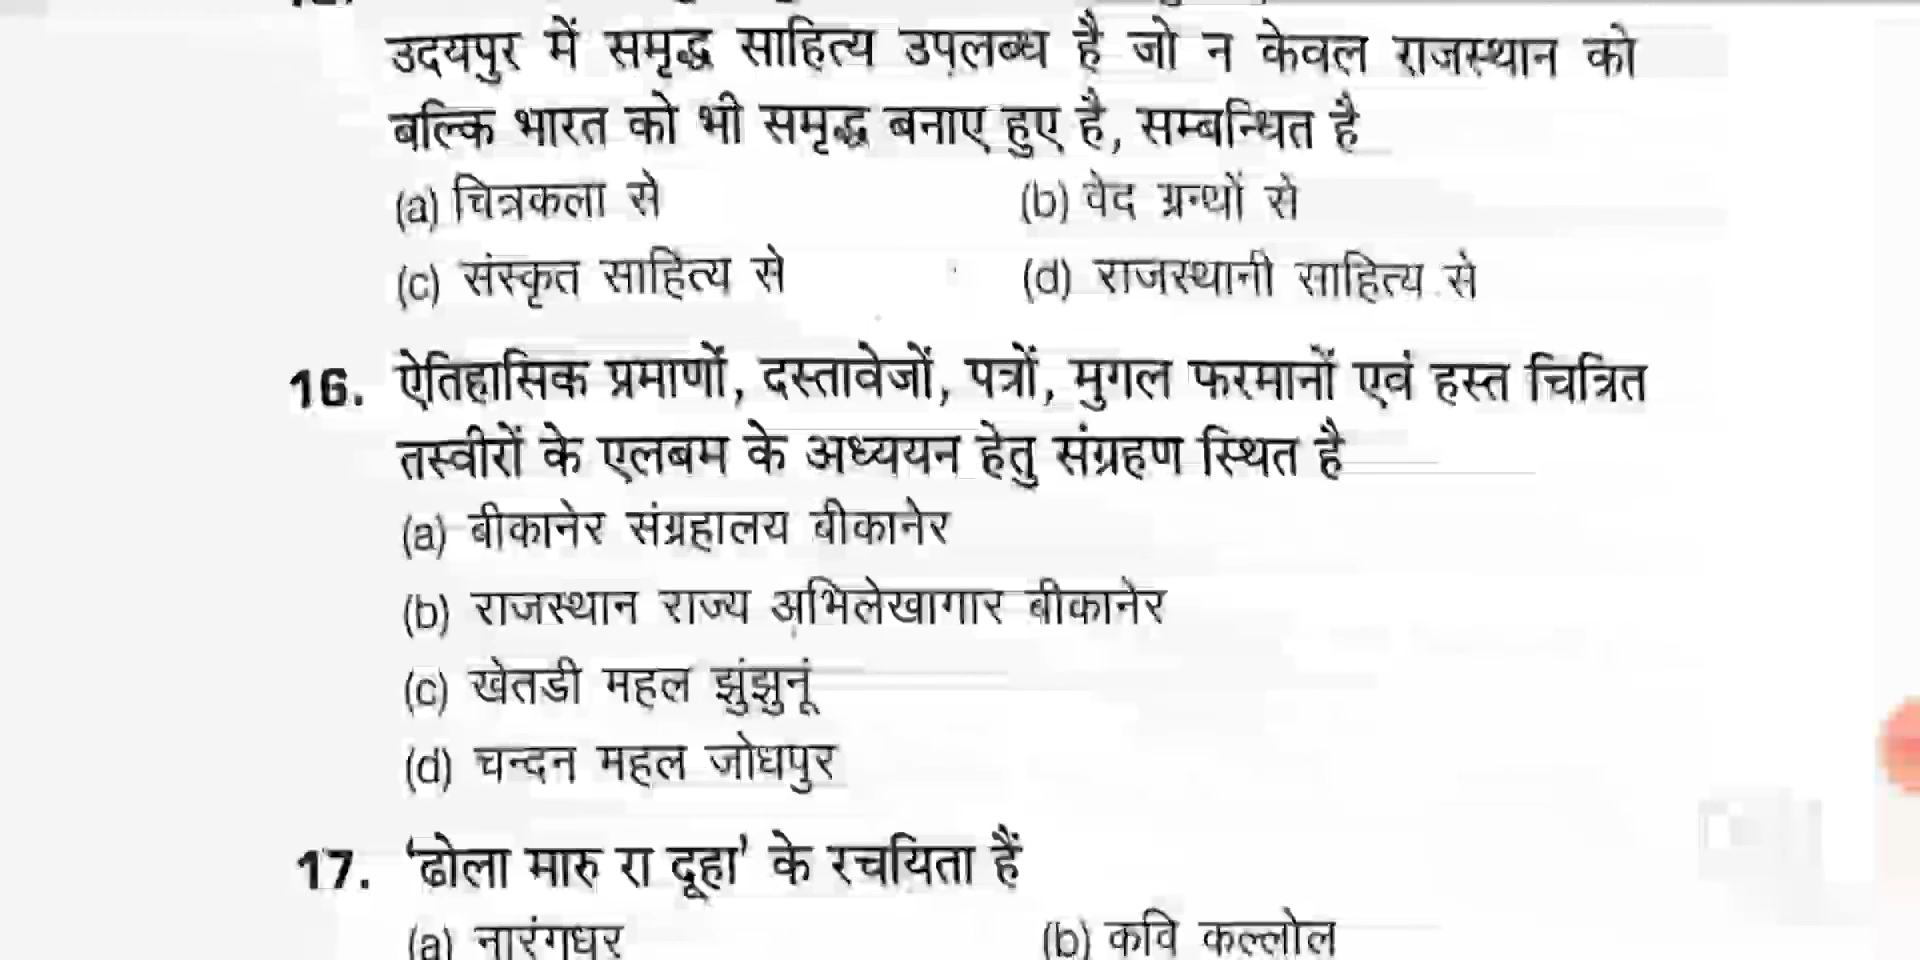 उदयपुर में समृद्ध साहित्य उपलब्ध है जो न केवल राजस्थान को
बल्कि भारत को भी समृद्ध बनाए हुए है, सम्बन्धित है
(a) चित्रकला से (b) वेद ग्रन्थों से
(c) संस्कृत साहित्य से (d) राजस्थानी साहित्य से
16. ऐतिहासिक प्रमाणों, दस्तावेजों, पत्रों, मुगल फरमानों एवं हस्त चित्रित
तस्वीरों के एलबम के अध्ययन हेतु संग्रहण स्थित है
(a) बीकानेर संग्रहालय बीकानेर
(b) राजस्थान राज्य अभिलेखागार बीकानेर
(c) खेतडी महल झुंझुनूं
(d) चन्दन महल जोधपुर
17. 'ढोला मारु रा दूहा' के रचयिता हैं
(a) नारंगधर (b) कवि कल्लोल